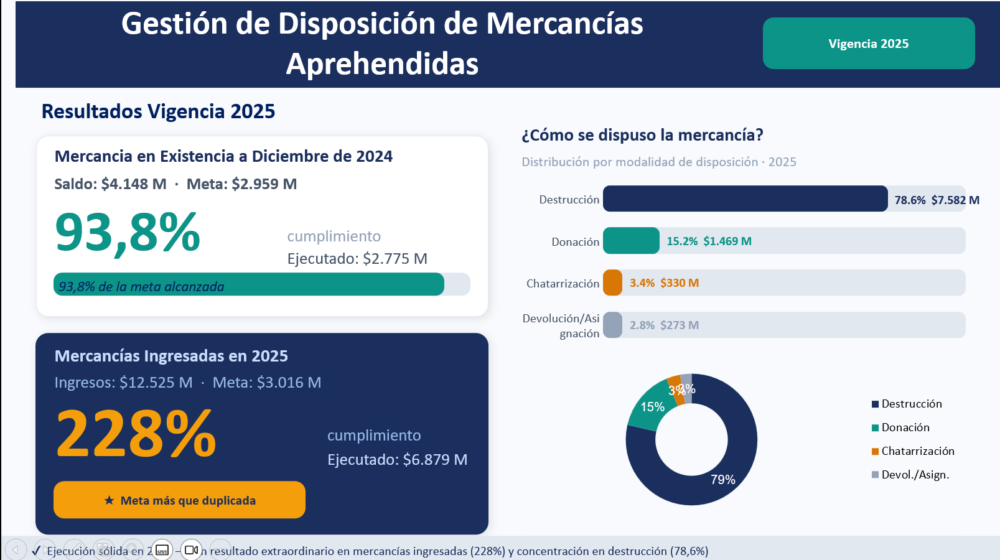 Gestión de Disposición de Mercancías
Aprehendidas
Vigencia 2025
Resultados Vigencia 2025
Mercancia en Existencia a Diciembre de 2024
Saldo: $4.148 M · Meta: $2.959 M
93,8%
cumplimiento
Ejecutado: $2.775 M
93,8% de la meta alcanzada
Mercancías Ingresadas en 2025
Ingresos: $12.525 M · Meta: $3.016 M
228%
cumplimiento
Ejecutado: $6.879 M
★ Meta más que duplicada
¿Cómo se dispuso la mercancía?
Distribución por modalidad de disposición · 2025
Destrucción
78.6% $7.582 M
Donación
15.2% $1.469 M
Chatarrización
3.4% $330 M
Devolución/Asi
gnación
2.8% $273 M
3%
3%
15%
79%
Destrucción
Donación
Chatarrización
Devol./Asign.
✓ Ejecución sólida en – resultado extraordinario en mercancías ingresadas (228%) y concentración en destrucción (78,6%)